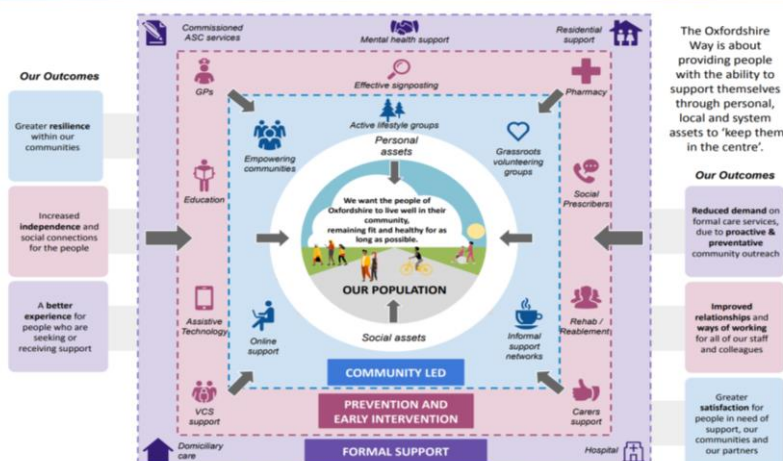 Our Outcomes
Greater resilience
within our
communities
Increased
independence and
social connections
for the people
A better
experience for
people who are
seeking or
receiving support
Commissioned
ASC services
Mental health support
Residential
support
GPs
Effective signposting
Pharmacy
Active lifestyle groups
Empowering
communities
Personal
assets
Grassroots
volunteering
groups
Education
We want the people of
Oxfordshire to live well in their
community,
remaining fit and healthy for as
long as possible.
Social
Prescribers
OUR POPULATION
Assistive
Technology
Online
support
Social assets
Informal
support
networks
Rehab /
Reablement
COMMUNITY LED
VCS
support
PREVENTION AND
EARLY INTERVENTION
Carers
support
Domiciliary
care
FORMAL SUPPORT
Hospital
The Oxfordshire
Way is about
providing people
with the ability to
support themselves
through personal,
local and system
assets to ‘keep them
in the centre’.
Our Outcomes
Reduced demand on
formal care services,
due to proactive &
preventative
community outreach
Improved
relationships and
ways of working
for all of our staff
and colleagues
Greater
satisfaction for
people in need of
support, our
communities and
our partners